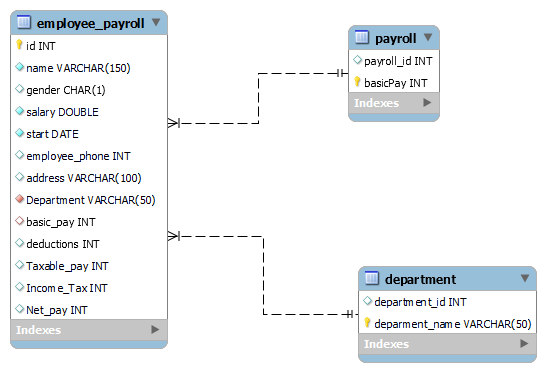 employee_payroll
id INT
name VARCHAR(150)
gender CHAR(1)
salary DOUBLE
start DATE
employee_phone INT
address VARCHAR(100)
Department VARCHAR(50)
basic_pay INT
deductions INT
Taxable_pay INT
Income_Tax INT
Net_pay INT
Indexes
payroll
payroll_id INT
basicPay INT
Indexes
department
department_id INT
deparment_name VARCHAR(50)
Indexes